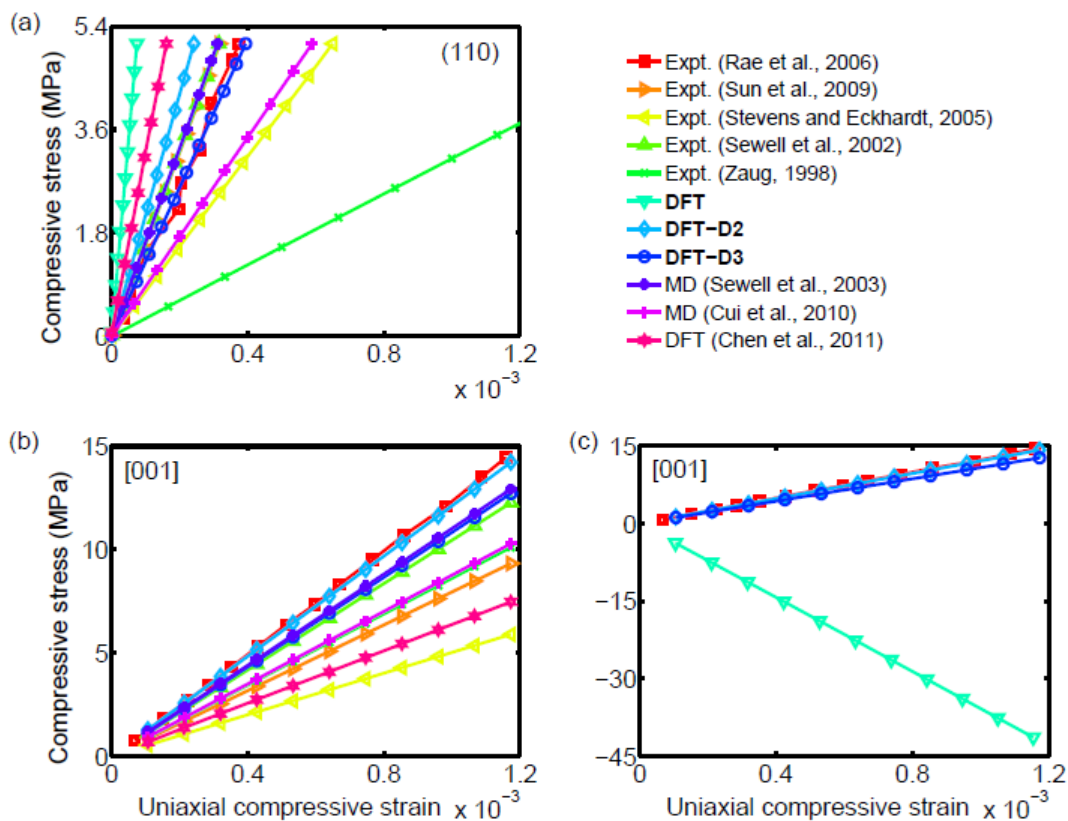 (a)
(110)
Compressive stress (MPa)
5.4
3.6
1.8
0
0
0.4
0.8
1.2
x 10⁻³
Expt. (Rae et al., 2006)
Expt. (Sun et al., 2009)
Expt. (Stevens and Eckhardt, 2005)
Expt. (Sewell et al., 2002)
Expt. (Zaug, 1998)
DFT
DFT−D2
DFT−D3
MD (Sewell et al., 2003)
MD (Cui et al., 2010)
DFT (Chen et al., 2011)
(b)
[001]
Compressive stress (MPa)
15
10
5
0
0
0.4
0.8
1.2
Uniaxial compressive strain x 10⁻³
(c)
[001]
15
0
−15
−30
−45
0
0.4
0.8
1.2
Uniaxial compressive strain x 10⁻³